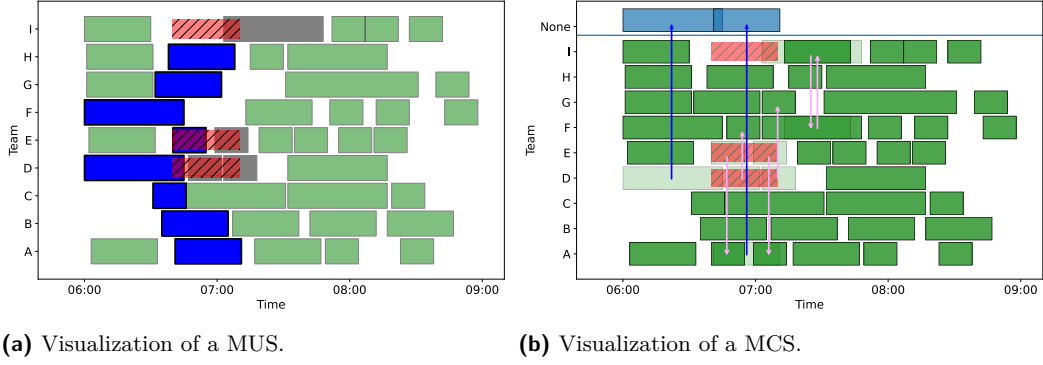 I
H
G
F
E
D
C
B
A
Team
06:00 07:00 08:00 09:00
Time
None
I
H
G
F
E
D
C
B
A
Team
06:00 07:00 08:00 09:00
Time
(a) Visualization of a MUS.
(b) Visualization of a MCS.